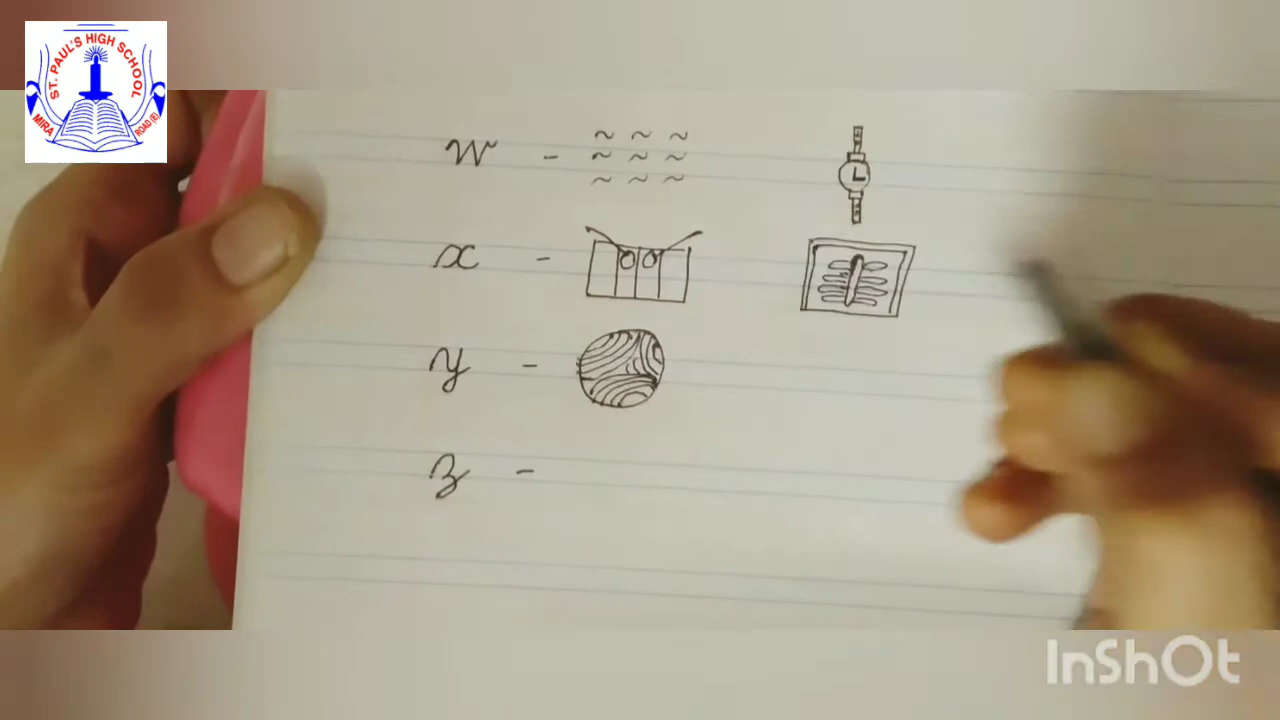 ST. PAUL'S HIGH SCHOOL
MIRA ROAD (E)
w -
x -
y -
z -
InShOt